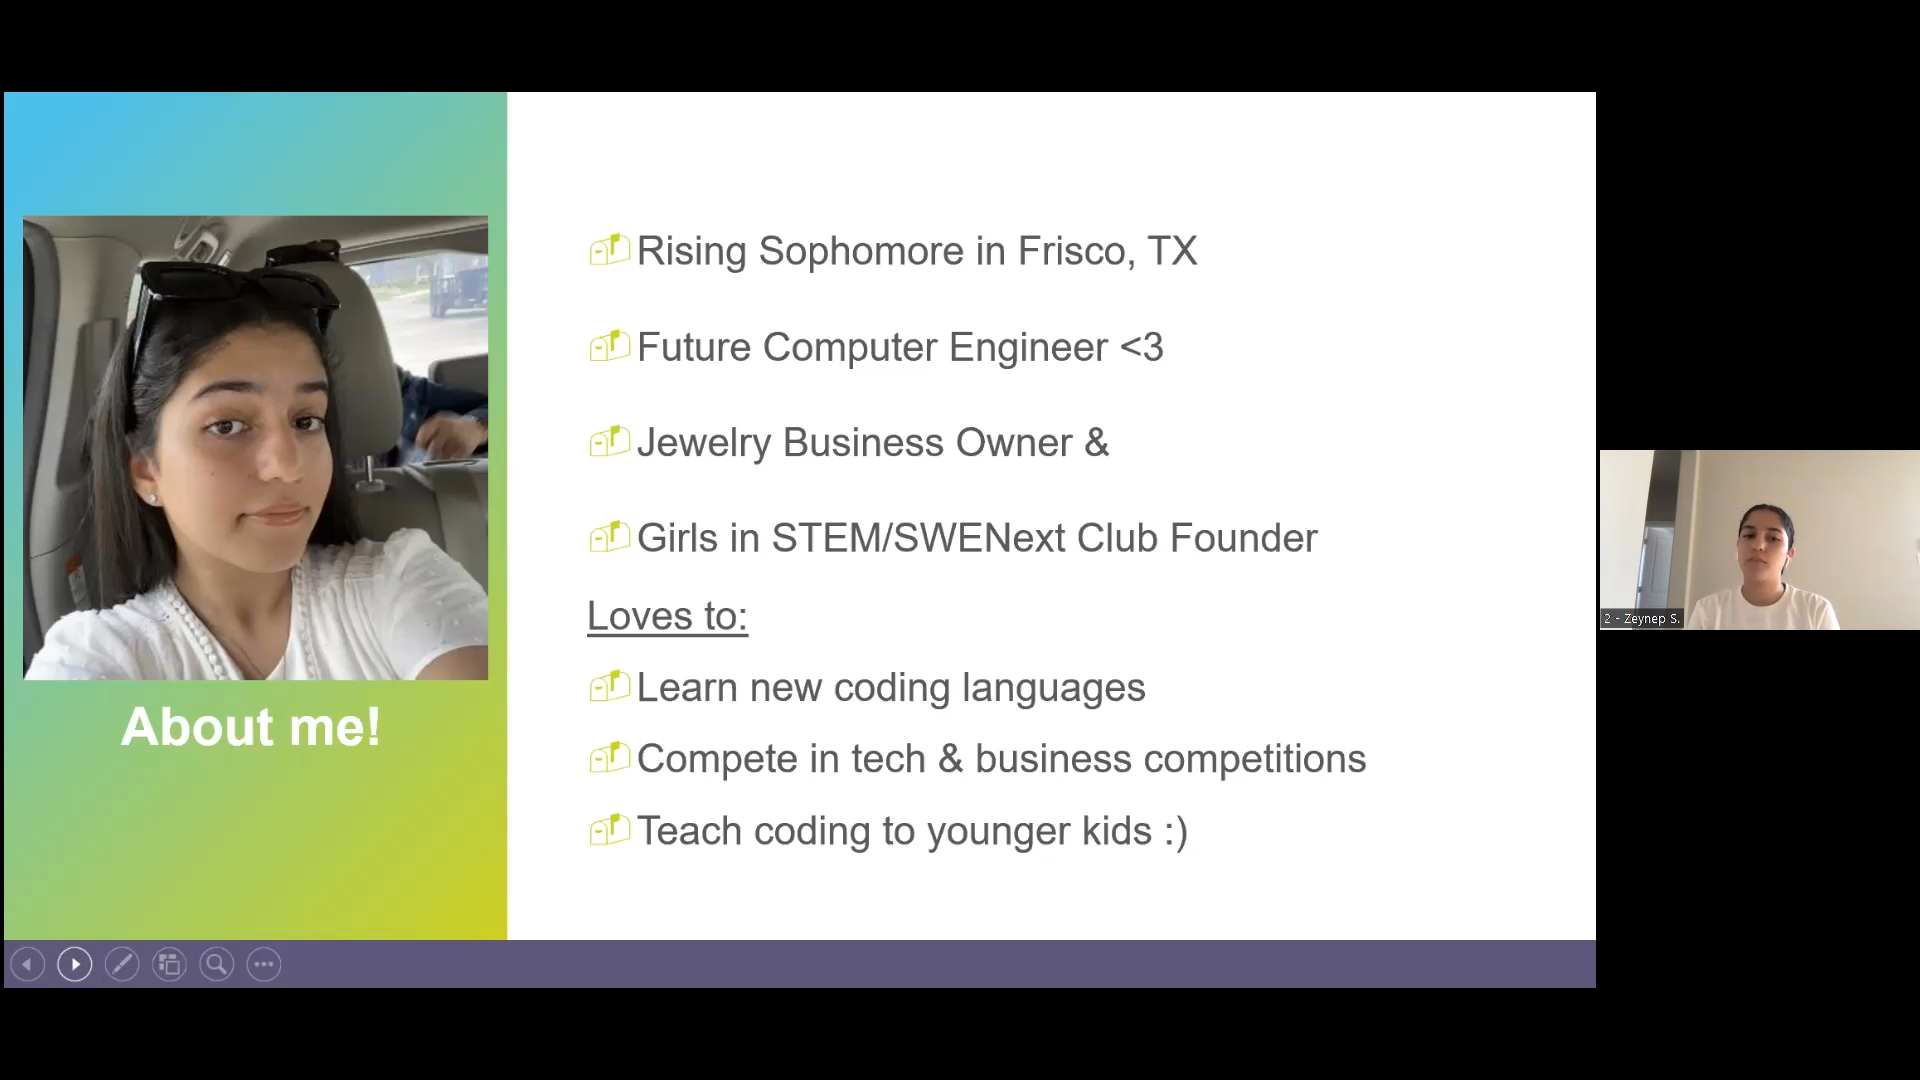 Rising Sophomore in Frisco, TX
Future Computer Engineer <3
Jewelry Business Owner &
Girls in STEM/SWENext Club Founder
Loves to:
Learn new coding languages
Compete in tech & business competitions
Teach coding to younger kids :)
About me!
2 - Zeynep S.